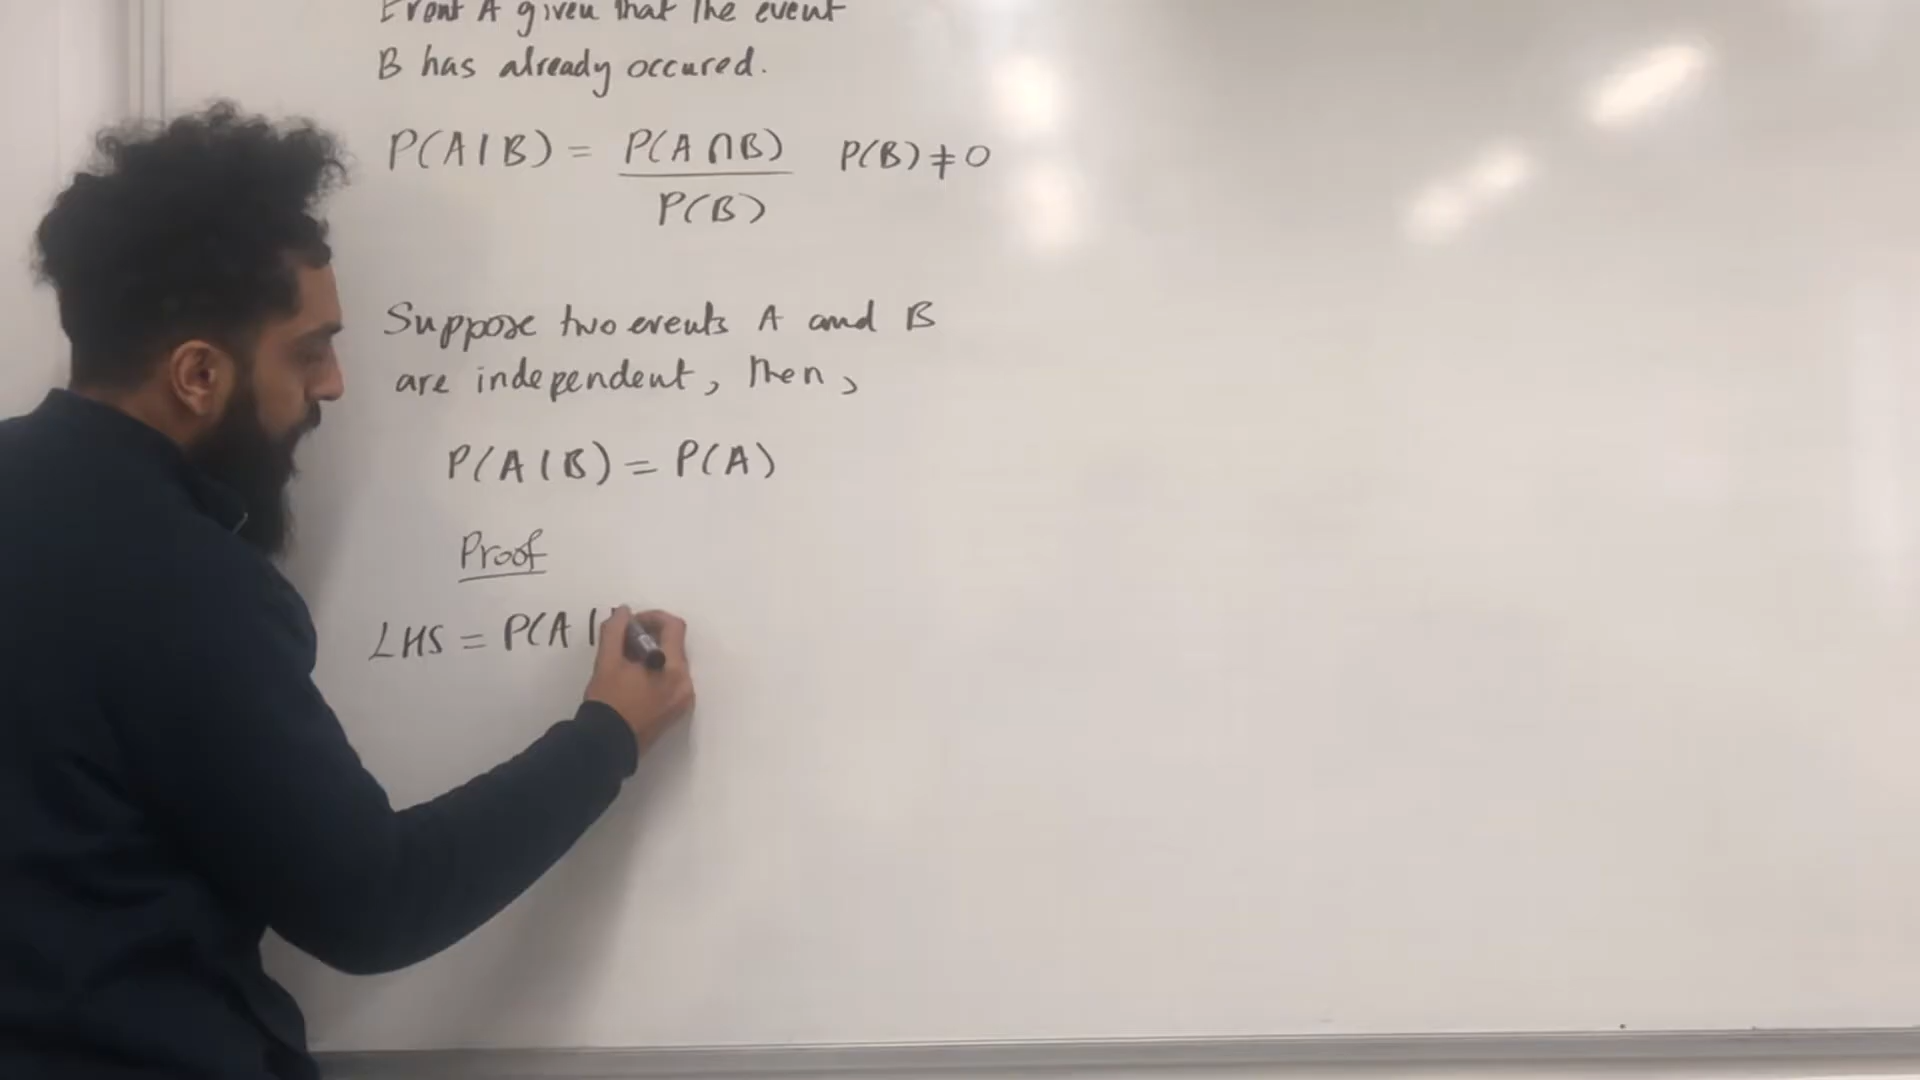 Event A given that the event
B has already occured.
P(A|B) = P(A ∩ B) / P(B) P(B) ≠ 0
Suppose two events A and B
are independent, then,
P(A|B) = P(A)
Proof
LHS = P(A |